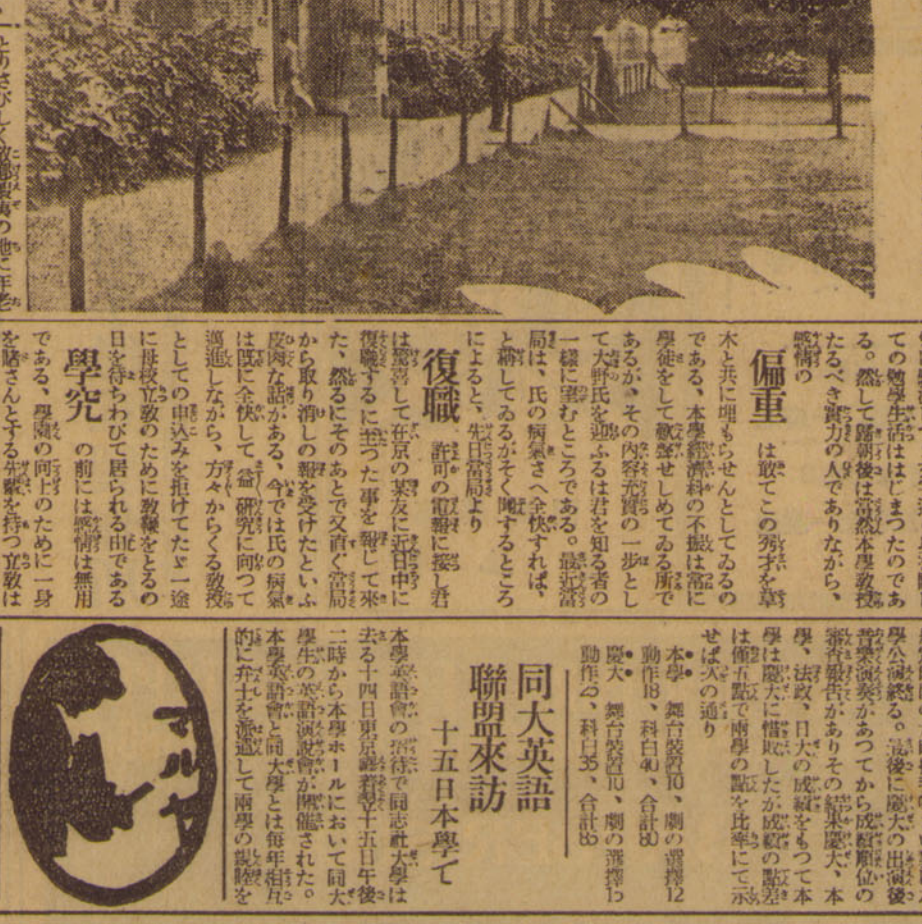 ての勉學生活ははじまつたのであ
る。然して歸朝後は當然本學敎授
たるべき實力の人でありながら、
感情の
偏重 は敢てこの秀才を草
木と共に埋もらせんとしてゐるの
である、本學經濟科の不振は常に
學徒をして歎聲せしめてゐる所で
あるが、その内容充實の一步とし
て大野氏を迎ふるは君を知る者の
一樣に望むところである。最近當
局は、氏の病氣さへ全快すれば、
と稱してゐるがそく聞するところ
によると、先日當局より
復職 許可の電報に接し君
は驚喜して在京の某友に近日中に
復職するに至つた事を報じて來
た、然るにそのあとで又直ぐ當局
から取り消しの報を受けたといふ
皮肉な話がある、今では氏の病氣
は既に全快して、益研究に向つて
邁進しながら、方々からくる敎授
としての申込みを拒けてたゞ一途
に母校立敎のために敎鞭をとるの
日を待ちわびて居られる由である
學究 の前には感情は無用
である、學園の向上のために一身
を賭さんとする先輩を持つ立敎は
學公演終る。最後に慶大の出演後
音樂演奏があつてから成績順位の
審査報告がありその結果慶大、本
學、法政、日大の成績をもつて本
學は慶大に惜敗したが成績の點差
は僅五點で兩學の點を比率にて示
せば次の通り
本學 舞台裝置10、劇の選擇12
動作18、科白40、合計80
慶大 舞台裝置10、劇の選擇15
動作25、科白35、合計85
同大英語
聯盟來訪
十五日本學て
本學英語會の招待で同志社大學は
去る十四日東京驛着翌十五日午後
二時から本學ホールにおいて同大
學生の英語演說會が開催された。
本學英語會と同大學とは每年相互
的に弁士を派遣して兩學の親睦を